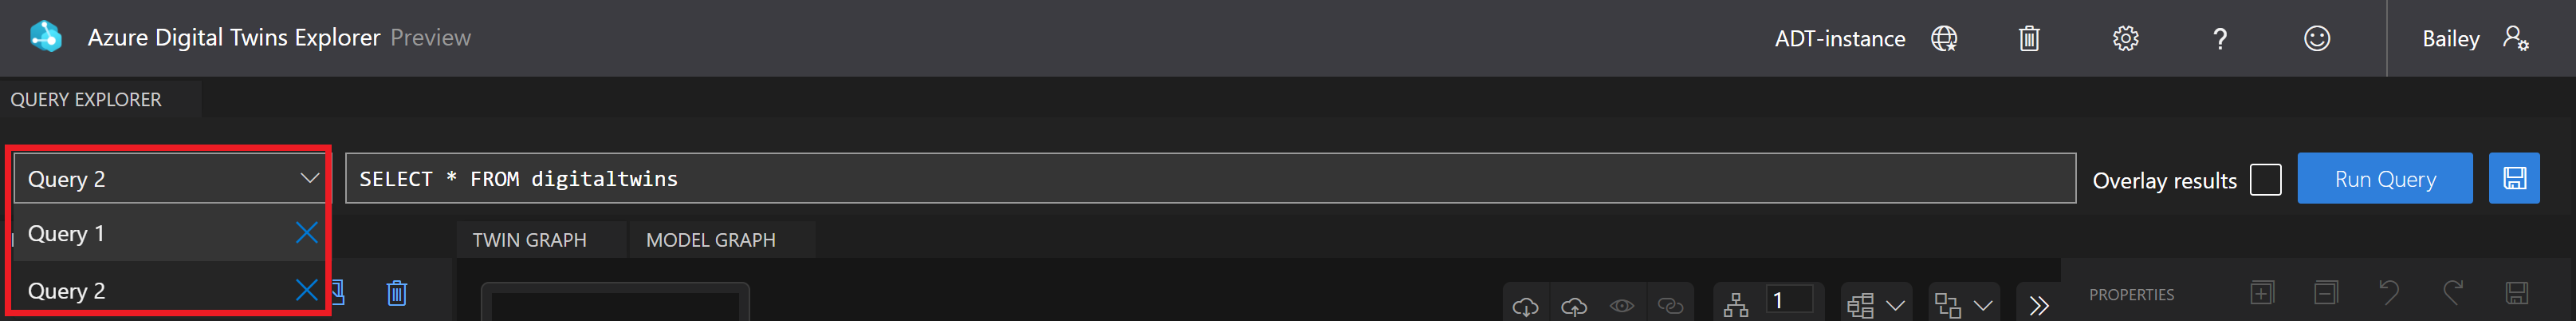 Azure Digital Twins Explorer Preview
ADT-instance
?
Bailey
QUERY EXPLORER
Query 2
SELECT * FROM digitaltwins
Overlay results
Run Query
Query 1
Query 2
TWIN GRAPH
MODEL GRAPH
1
PROPERTIES